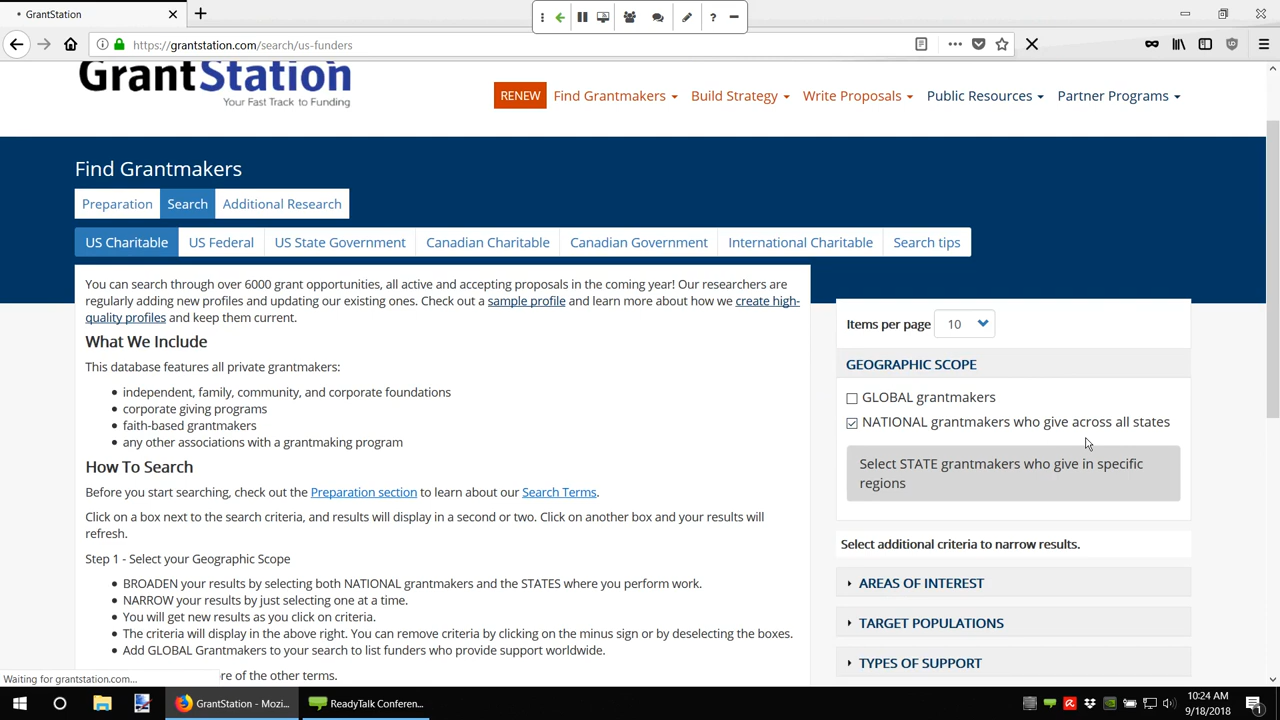 GrantStation
https://grantstation.com/search/us-funders
GrantStation
Your Fast Track to Funding
RENEW
Find Grantmakers
Build Strategy
Write Proposals
Public Resources
Partner Programs
Find Grantmakers
Preparation
Search
Additional Research
US Charitable
US Federal
US State Government
Canadian Charitable
Canadian Government
International Charitable
Search tips
You can search through over 6000 grant opportunities, all active and accepting proposals in the coming year! Our researchers are
regularly adding new profiles and updating our existing ones. Check out a sample profile and learn more about how we create high-
quality profiles and keep them current.
What We Include
This database features all private grantmakers:
• independent, family, community, and corporate foundations
• corporate giving programs
• faith-based grantmakers
• any other associations with a grantmaking program
How To Search
Before you start searching, check out the Preparation section to learn about our Search Terms.
Click on a box next to the search criteria, and results will display in a second or two. Click on another box and your results will
refresh.
Step 1 - Select your Geographic Scope
• BROADEN your results by selecting both NATIONAL grantmakers and the STATES where you perform work.
• NARROW your results by just selecting one at a time.
• You will get new results as you click on criteria.
• The criteria will display in the above right. You can remove criteria by clicking on the minus sign or by deselecting the boxes.
• Add GLOBAL Grantmakers to your search to list funders who provide support worldwide.
re of the other terms.
Items per page 10
GEOGRAPHIC SCOPE
GLOBAL grantmakers
NATIONAL grantmakers who give across all states
Select STATE grantmakers who give in specific
regions
Select additional criteria to narrow results.
AREAS OF INTEREST
TARGET POPULATIONS
TYPES OF SUPPORT
Waiting for grantstation.com...
GrantStation - Mozi...
ReadyTalk Conferen...
10:24 AM
9/18/2018
1